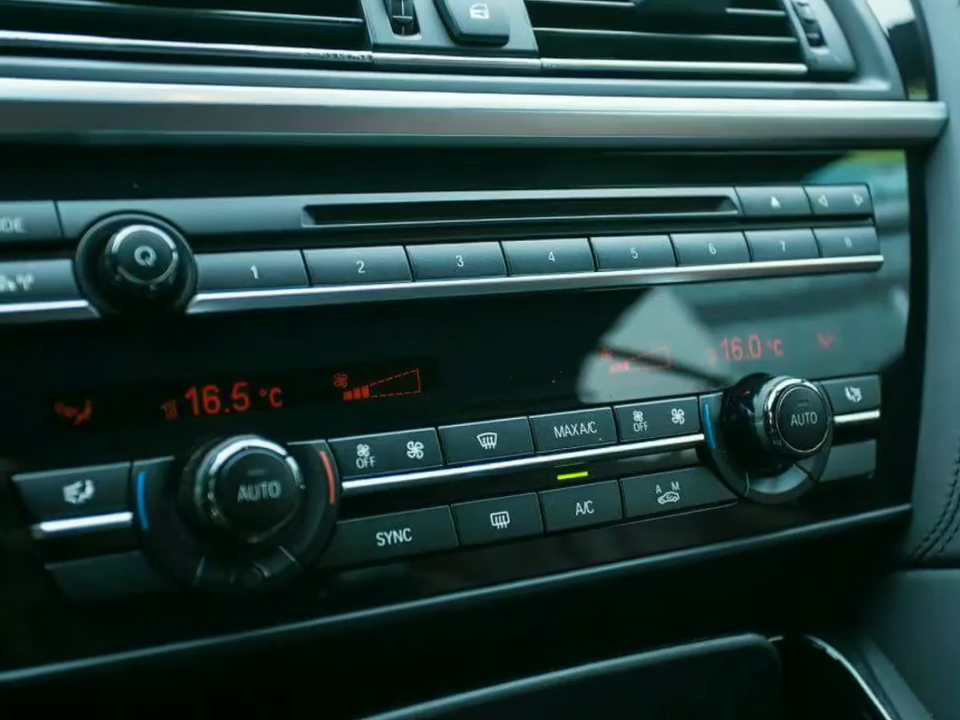 1 2 3 4 5 6 7 8
16.5 °C
16.0 °C
AUTO
OFF
MAX A/C
OFF
AUTO
SYNC
A/C
A M